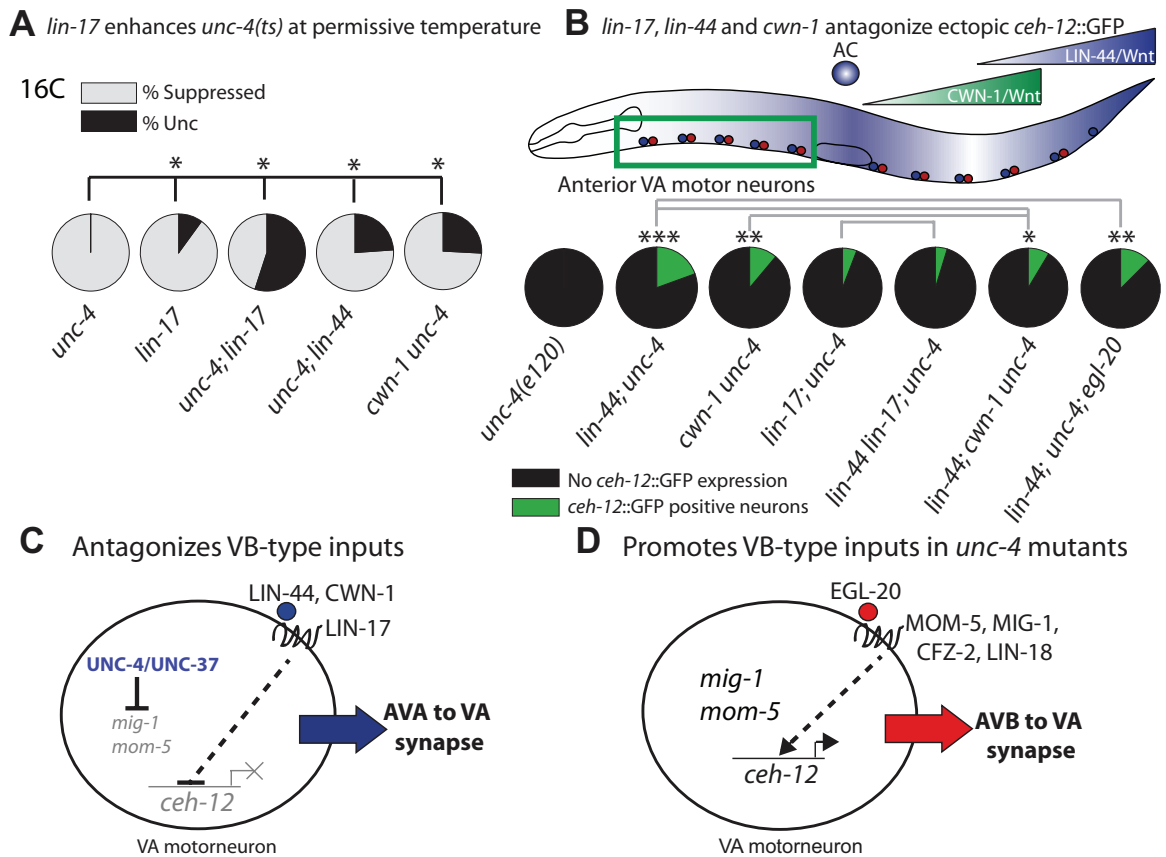 A lin-17 enhances unc-4(ts) at permissive temperature
16C
% Suppressed
% Unc
* * * *
unc-4
lin-17
unc-4; lin-17
unc-4; lin-44
cwn-1 unc-4
B lin-17, lin-44 and cwn-1 antagonize ectopic ceh-12::GFP
AC
LIN-44/Wnt
CWN-1/Wnt
Anterior VA motor neurons
*** ** * **
unc-4(e120)
lin-44; unc-4
cwn-1 unc-4
lin-17; unc-4
lin-44 lin-17; unc-4
lin-44; cwn-1 unc-4
lin-44; unc-4; egl-20
No ceh-12::GFP expression
ceh-12::GFP positive neurons
C Antagonizes VB-type inputs
LIN-44, CWN-1
LIN-17
UNC-4/UNC-37
mig-1
mom-5
ceh-12
AVA to VA
synapse
VA motorneuron
D Promotes VB-type inputs in unc-4 mutants
EGL-20
MOM-5, MIG-1,
CFZ-2, LIN-18
mig-1
mom-5
ceh-12
AVB to VA
synapse
VA motorneuron